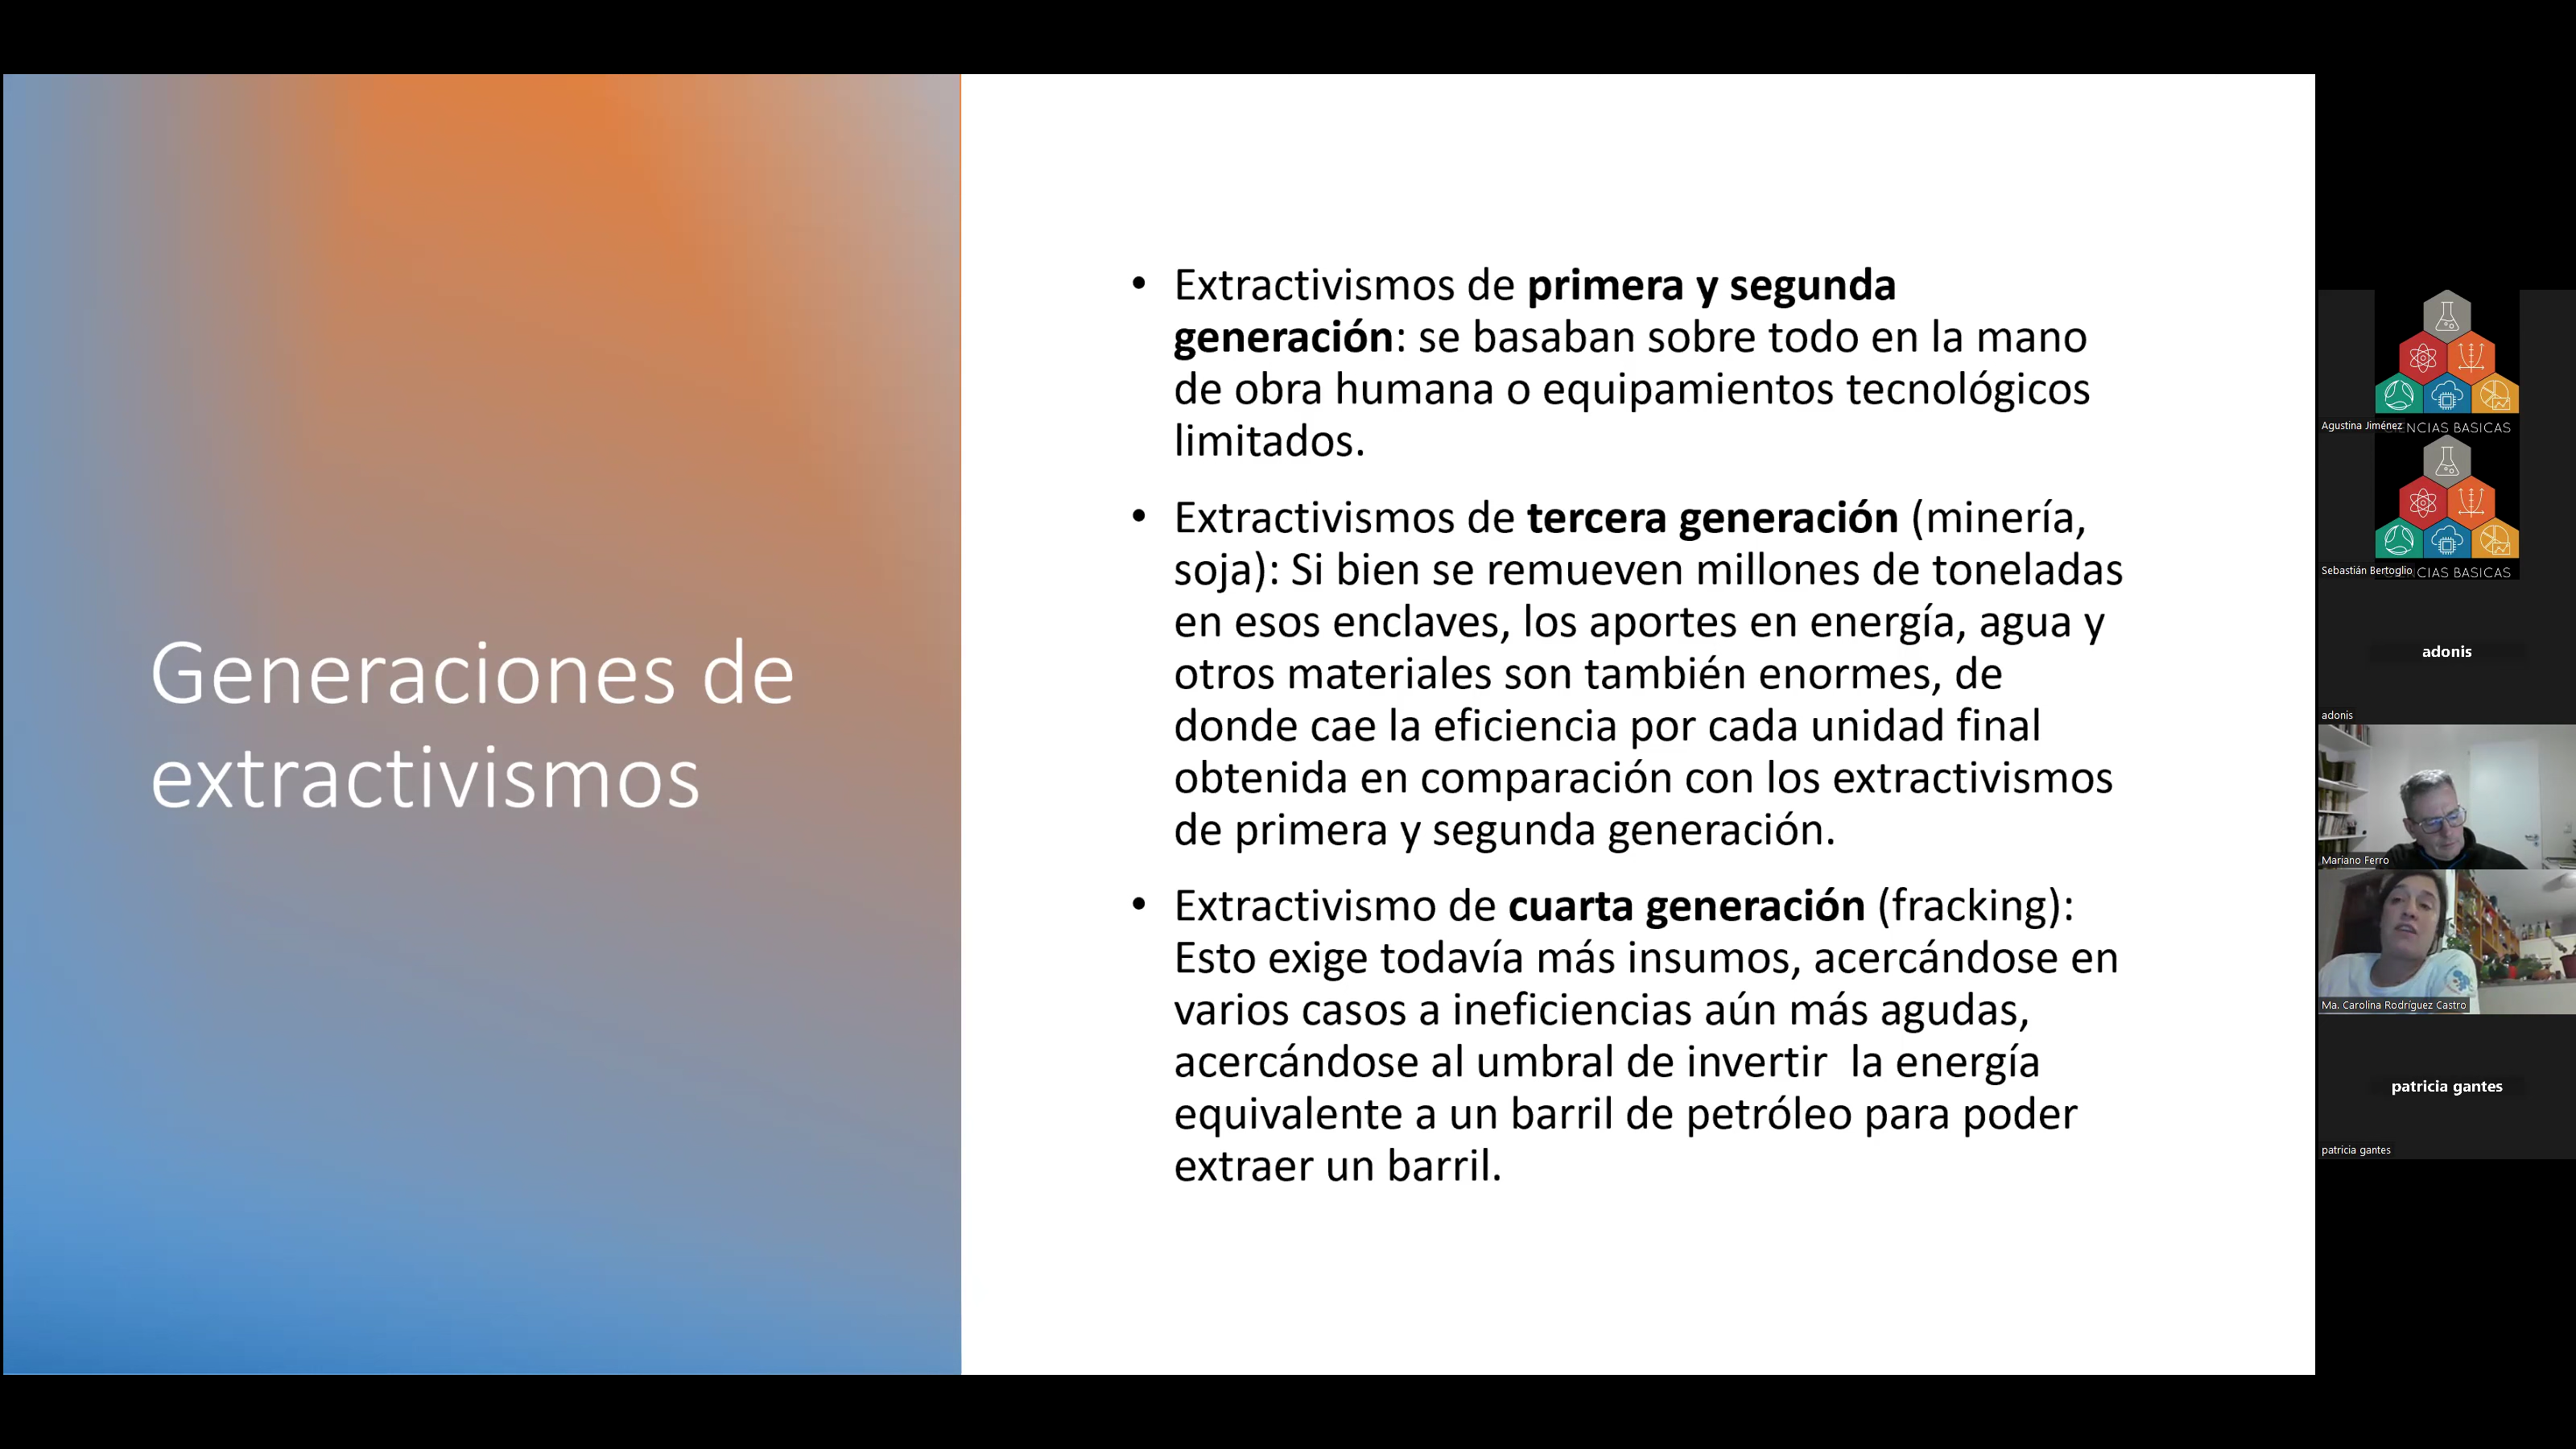 Generaciones de
extractivismos
• Extractivismos de primera y segunda
generación: se basaban sobre todo en la mano
de obra humana o equipamientos tecnológicos
limitados.
• Extractivismos de tercera generación (minería,
soja): Si bien se remueven millones de toneladas
en esos enclaves, los aportes en energía, agua y
otros materiales son también enormes, de
donde cae la eficiencia por cada unidad final
obtenida en comparación con los extractivismos
de primera y segunda generación.
• Extractivismo de cuarta generación (fracking):
Esto exige todavía más insumos, acercándose en
varios casos a ineficiencias aún más agudas,
acercándose al umbral de invertir  la energía
equivalente a un barril de petróleo para poder
extraer un barril.
Agustina Jiménez
NCIAS BASICAS
Sebastián Bertoglio
NCIAS BASICAS
adonis
adonis
Mariano Ferro
Ma. Carolina Rodríguez Castro
patricia gantes
patricia gantes